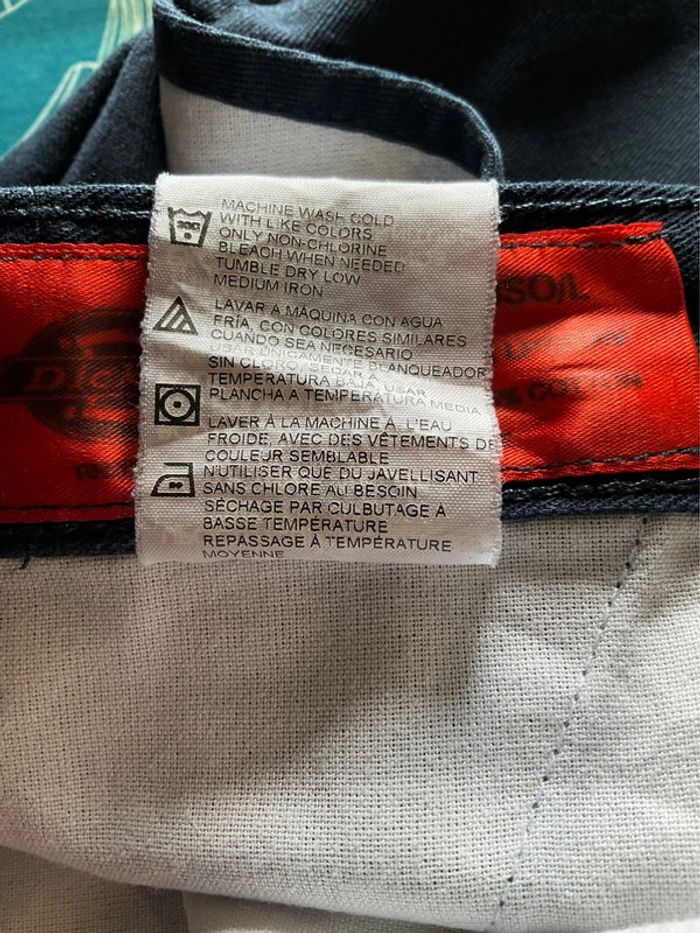 MACHINE WASH COLD
WITH LIKE COLORS
ONLY NON-CHLORINE
BLEACH WHEN NEEDED
TUMBLE DRY LOW
MEDIUM IRON
LAVAR A MÁQUINA CON AGUA
FRÍA, CON COLORES SIMILARES
CUANDO SEA NECESARIO
USAR ÚNICAMENTE BLANQUEADOR
SIN CLORO SEGAR A
TEMPERATURA BAJA, USAR
PLANCHA A TEMPERATURA MEDIA
LAVER À LA MACHINE À L'EAU
FROIDE, AVEC DES VÊTEMENTS DE
COULEUR SEMBLABLE
N'UTILISER QUE DU JAVELLISANT
SANS CHLORE AU BESOIN
SÉCHAGE PAR CULBUTAGE À
BASSE TEMPÉRATURE
REPASSAGE À TEMPÉRATURE
MOYENNE
COTTON